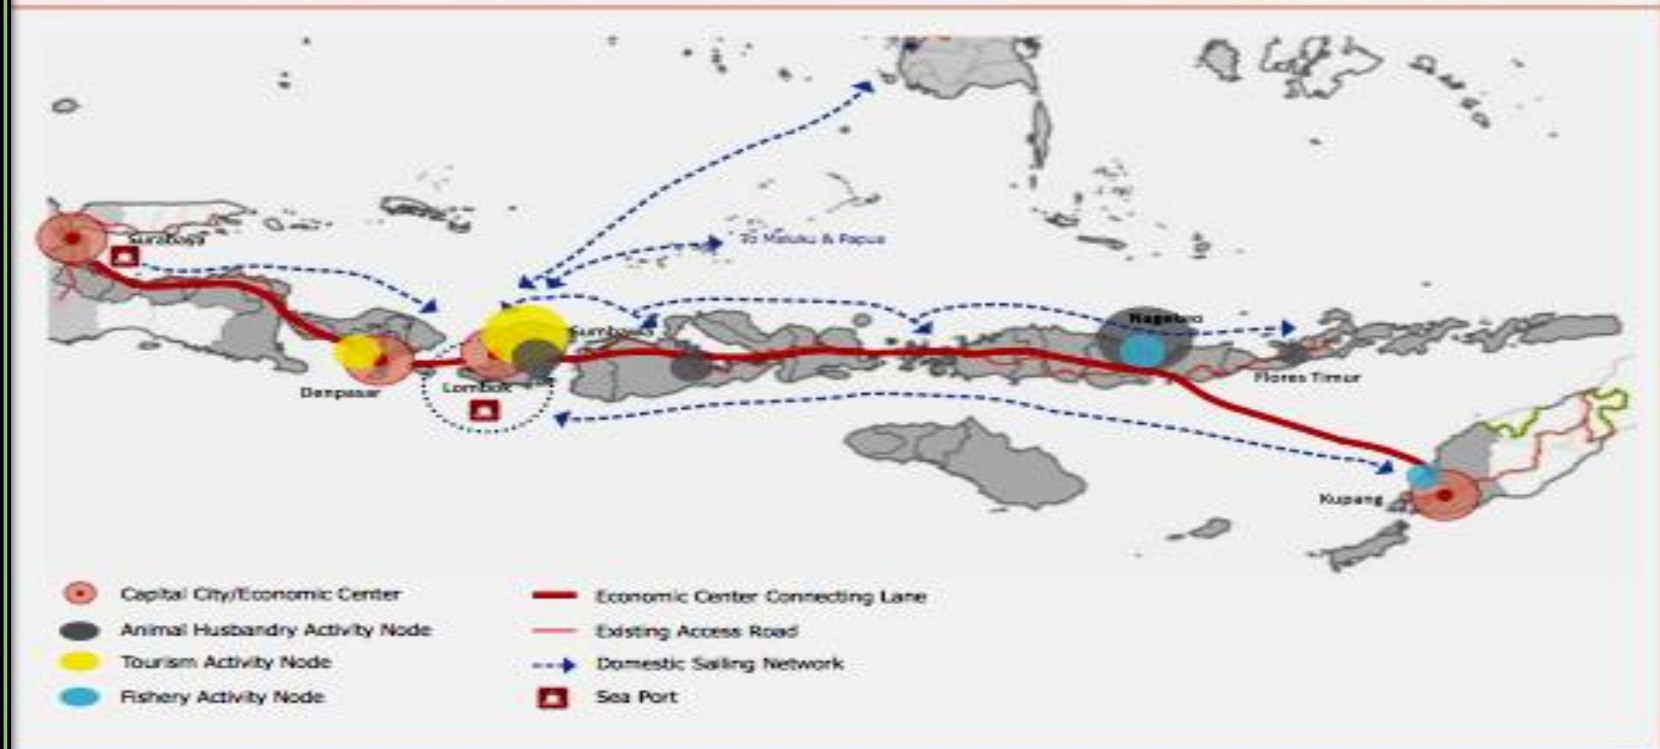 Surabaya
To Maluku & Papua
Sumbawa
Nagekeo
Denpasar
Lombok
Flores Timur
Kupang
Capital City/Economic Center
Animal Husbandry Activity Node
Tourism Activity Node
Fishery Activity Node
Economic Center Connecting Lane
Existing Access Road
Domestic Sailing Network
Sea Port